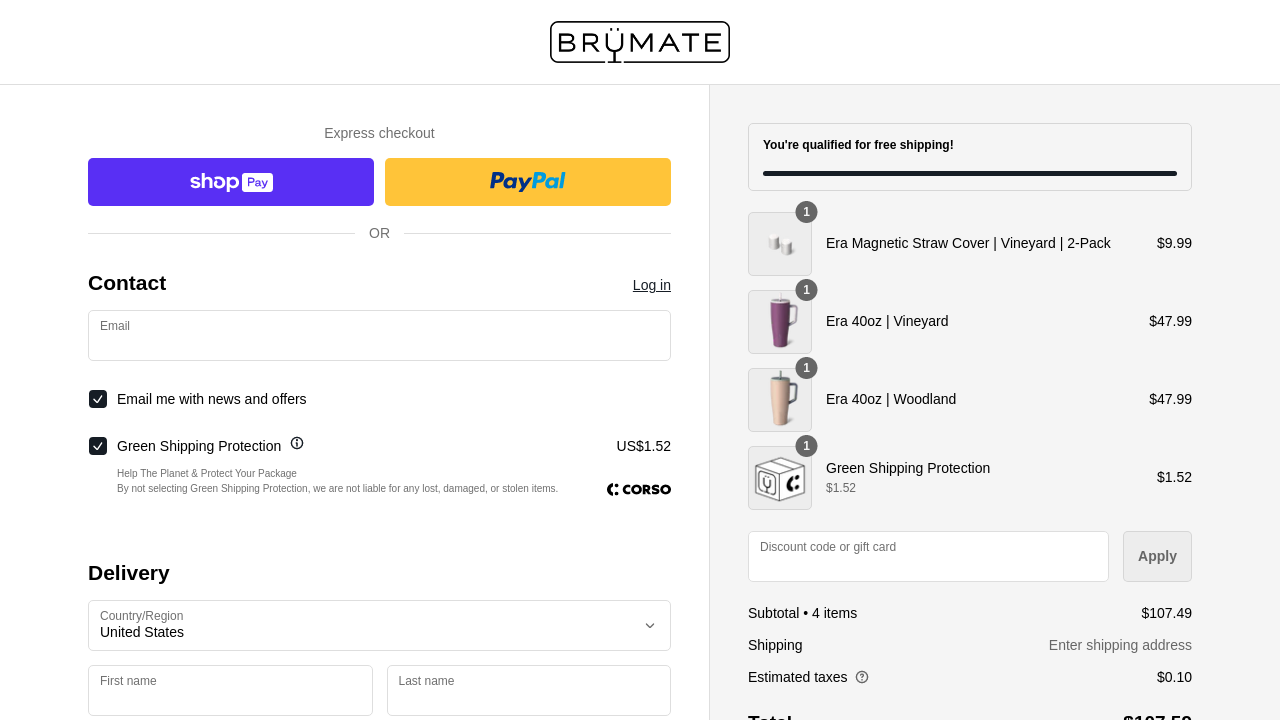 BRÜMATE
Express checkout
shop Pay
PayPal
OR
Contact
Log in
Email
Email me with news and offers
Green Shipping Protection
US$1.52
Help The Planet & Protect Your Package
By not selecting Green Shipping Protection, we are not liable for any lost, damaged, or stolen items.
CORSO
Delivery
Country/Region
United States
First name
Last name
You're qualified for free shipping!
1
Era Magnetic Straw Cover | Vineyard | 2-Pack
$9.99
1
Era 40oz | Vineyard
$47.99
1
Era 40oz | Woodland
$47.99
1
Green Shipping Protection
$1.52
$1.52
Discount code or gift card
Apply
Subtotal • 4 items
$107.49
Shipping
Enter shipping address
Estimated taxes
$0.10
Total
$107.59